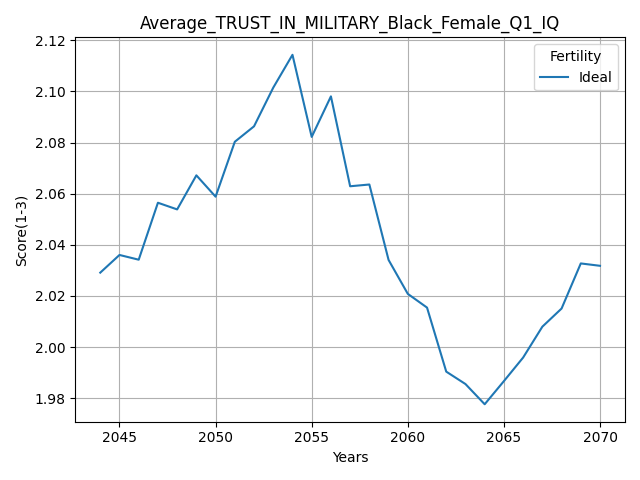 Average_TRUST_IN_MILITARY_Black_Female_Q1_IQ
Fertility
Ideal
Score(1-3)
2.12
2.10
2.08
2.06
2.04
2.02
2.00
1.98
2045 2050 2055 2060 2065 2070
Years